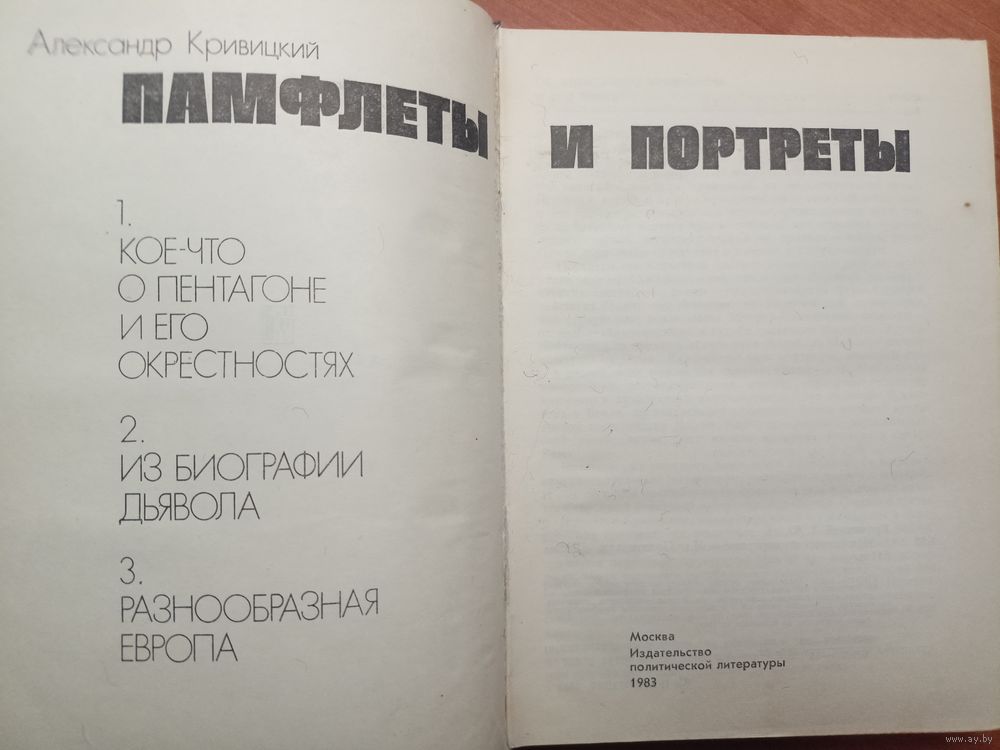 Александр Кривицкий
ПАМФЛЕТЫ И ПОРТРЕТЫ
1.
КОЕ-ЧТО
О ПЕНТАГОНЕ
И ЕГО
ОКРЕСТНОСТЯХ
2.
ИЗ БИОГРАФИИ
ДЬЯВОЛА
3.
РАЗНООБРАЗНАЯ
ЕВРОПА
Москва
Издательство
политической литературы
1983
www.ay.by